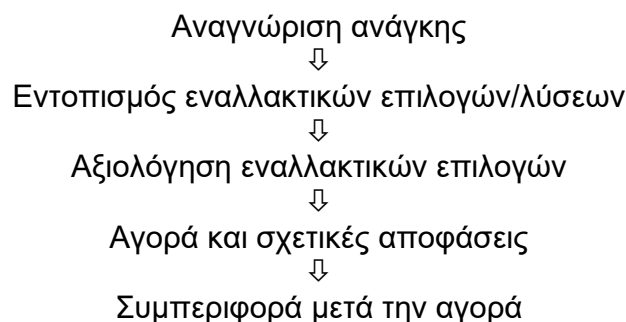 Αναγνώριση ανάγκης
⇩
Εντοπισμός εναλλακτικών επιλογών/λύσεων
⇩
Αξιολόγηση εναλλακτικών επιλογών
⇩
Αγορά και σχετικές αποφάσεις
⇩
Συμπεριφορά μετά την αγορά